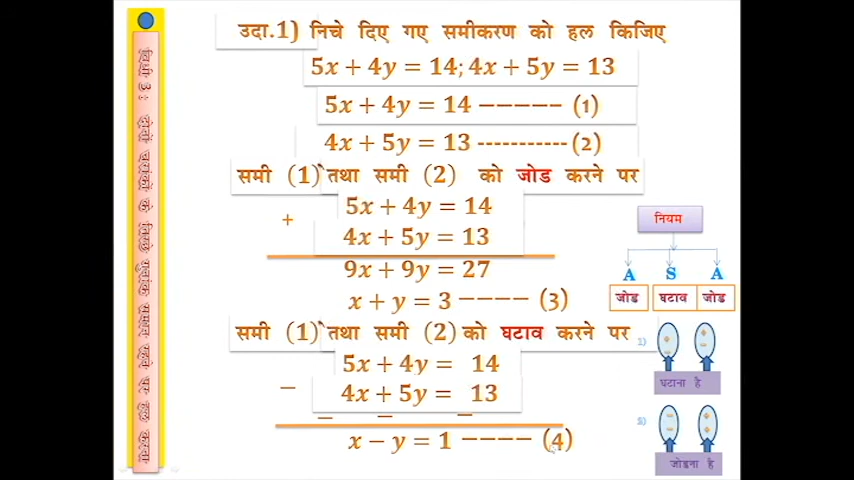 उदा.1) निचे दिए गए समीकरण को हल किजिए
5x + 4y = 14; 4x + 5y = 13
5x + 4y = 14 ————— (1)
4x + 5y = 13 ----------- (2)
समी (1) तथा समी (2) को जोड करने पर
5x + 4y = 14
+
4x + 5y = 13
9x + 9y = 27
x + y = 3 ———— (3)
समी (1) तथा समी (2) को घटाव करने पर
5x + 4y = 14
—
4x + 5y = 13
— — —
x − y = 1 ———— (4)
नियम
A S A
जोड घटाव जोड
1)
+ +
− −
घटाना है
2)
− +
− +
जोडना है